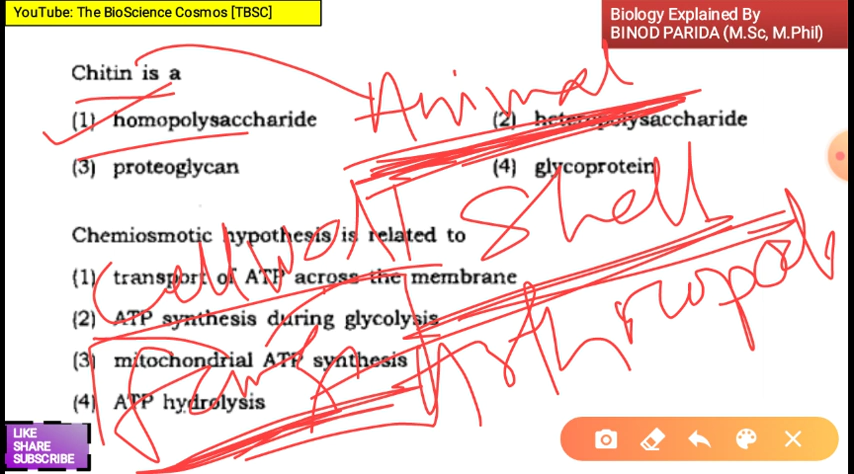 YouTube: The BioScience Cosmos [TBSC]
Biology Explained By
BINOD PARIDA (M.Sc, M.Phil)
Chitin is a
(1) homopolysaccharide
(2) heteropolysaccharide
(3) proteoglycan
(4) glycoprotein
Animal
Shell
Cellwall
Arthropoda
Fungi
Chemiosmotic hypothesis is related to
(1) transport of ATP across the membrane
(2) ATP synthesis during glycolysis
(3) mitochondrial ATP synthesis
(4) ATP hydrolysis
LIKE
SHARE
SUBSCRIBE